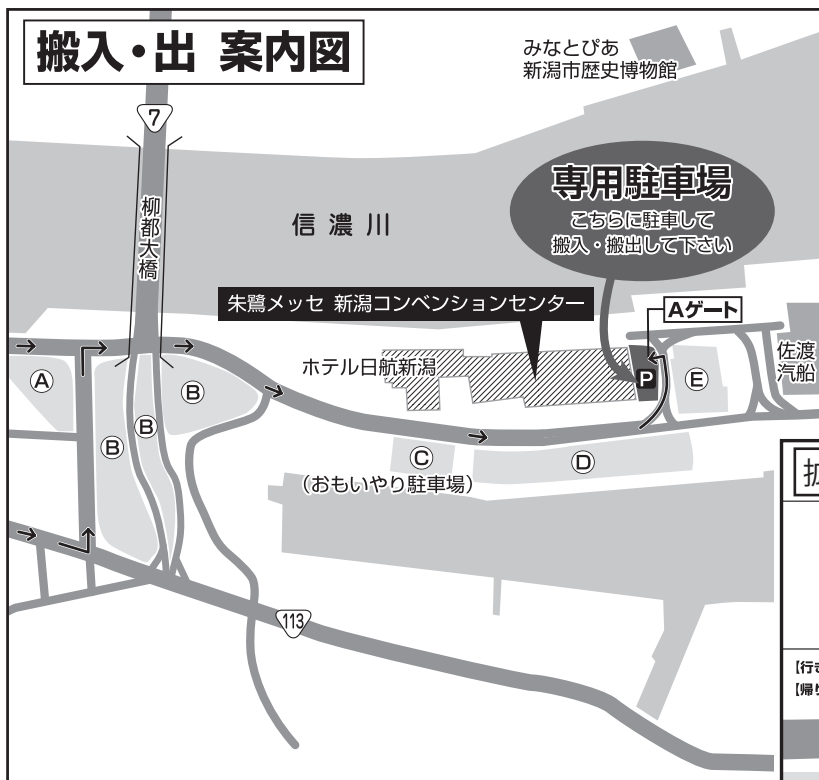 搬入・出 案内図
みなとぴあ
新潟市歴史博物館
7
柳都大橋
信濃川
専用駐車場
こちらに駐車して
搬入・搬出して下さい
朱鷺メッセ 新潟コンベンションセンター
Aゲート
ホテル日航新潟
佐渡
汽船
P
A
B
B
B
C
D
E
(おもいやり駐車場)
113
【行き
【帰り